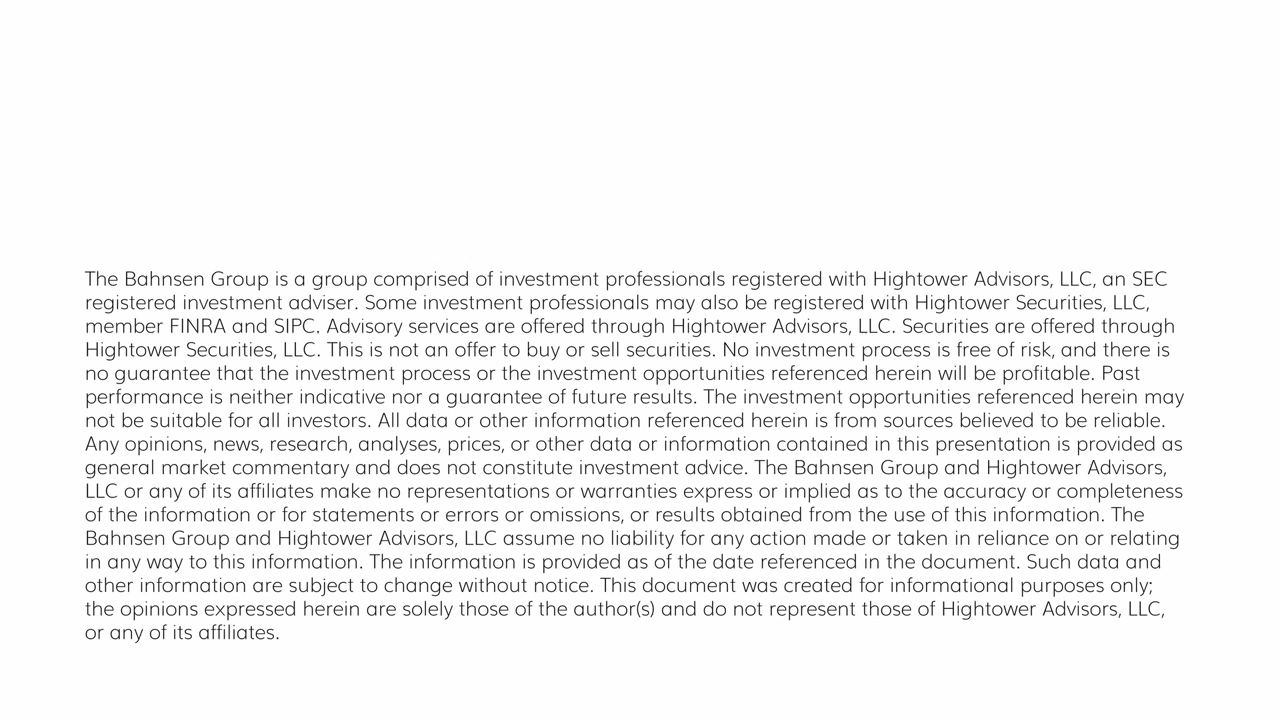 The Bahnsen Group is a group comprised of investment professionals registered with Hightower Advisors, LLC, an SEC
registered investment adviser. Some investment professionals may also be registered with Hightower Securities, LLC,
member FINRA and SIPC. Advisory services are offered through Hightower Advisors, LLC. Securities are offered through
Hightower Securities, LLC. This is not an offer to buy or sell securities. No investment process is free of risk, and there is
no guarantee that the investment process or the investment opportunities referenced herein will be profitable. Past
performance is neither indicative nor a guarantee of future results. The investment opportunities referenced herein may
not be suitable for all investors. All data or other information referenced herein is from sources believed to be reliable.
Any opinions, news, research, analyses, prices, or other data or information contained in this presentation is provided as
general market commentary and does not constitute investment advice. The Bahnsen Group and Hightower Advisors,
LLC or any of its affiliates make no representations or warranties express or implied as to the accuracy or completeness
of the information or for statements or errors or omissions, or results obtained from the use of this information. The
Bahnsen Group and Hightower Advisors, LLC assume no liability for any action made or taken in reliance on or relating
in any way to this information. The information is provided as of the date referenced in the document. Such data and
other information are subject to change without notice. This document was created for informational purposes only;
the opinions expressed herein are solely those of the author(s) and do not represent those of Hightower Advisors, LLC,
or any of its affiliates.